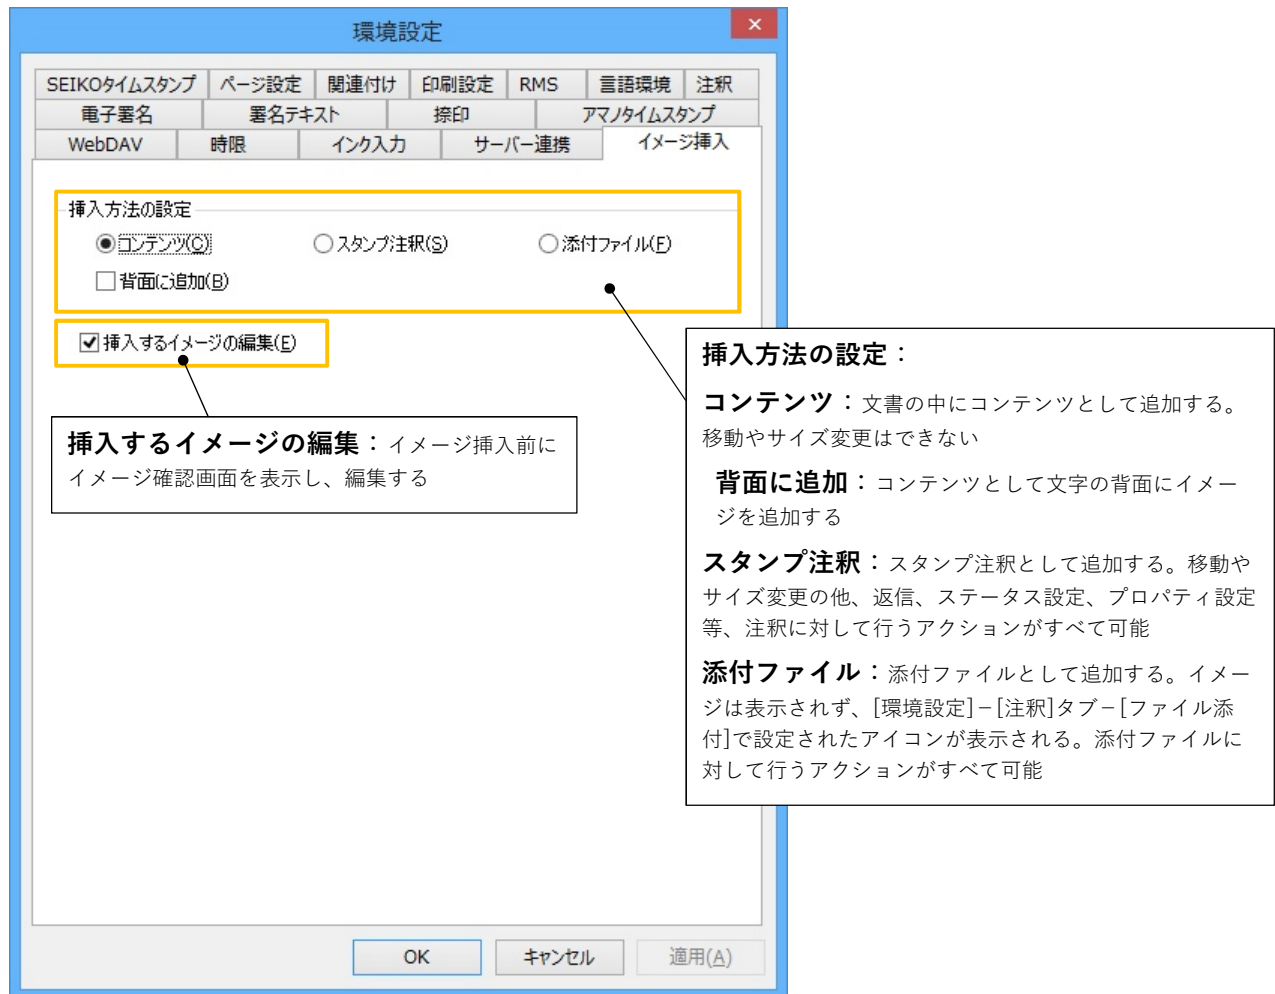 環境設定
SEIKOタイムスタンプ ページ設定 関連付け 印刷設定 RMS 言語環境 注釈
電子署名 署名テキスト 捺印 アマノタイムスタンプ
WebDAV 時限 インク入力 サーバー連携 イメージ挿入
挿入方法の設定
コンテンツ(C) スタンプ注釈(S) 添付ファイル(F)
背面に追加(B)
挿入するイメージの編集(E)
挿入するイメージの編集：イメージ挿入前に
イメージ確認画面を表示し、編集する
挿入方法の設定：
コンテンツ：文書の中にコンテンツとして追加する。
移動やサイズ変更はできない
背面に追加：コンテンツとして文字の背面にイメー
ジを追加する
スタンプ注釈：スタンプ注釈として追加する。移動や
サイズ変更の他、返信、ステータス設定、プロパティ設定
等、注釈に対して行うアクションがすべて可能
添付ファイル：添付ファイルとして追加する。イメー
ジは表示されず、[環境設定]－[注釈]タブ－[ファイル添
付]で設定されたアイコンが表示される。添付ファイルに
対して行うアクションがすべて可能
OK キャンセル 適用(A)